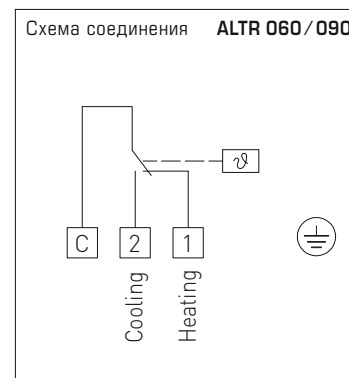 Схема соединения ALTR 060/090
ϑ
C 2 1
Cooling
Heating